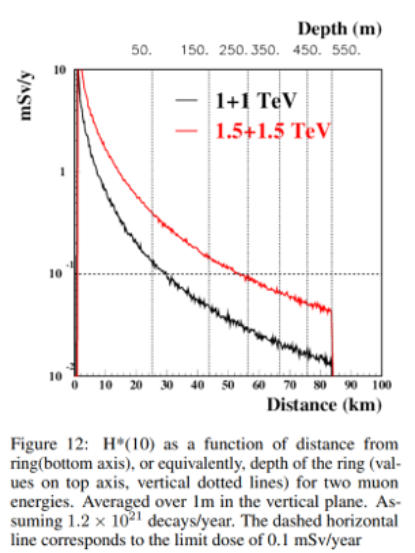 Depth (m)
50. 150. 250. 350. 450. 550.
mSv/y
10
1+1 TeV
1.5+1.5 TeV
1
10 -1
10 -2
0 10 20 30 40 50 60 70 80 90 100
Distance (km)
Figure 12: H*(10) as a function of distance from
ring(bottom axis), or equivalently, depth of the ring (val-
ues on top axis, vertical dotted lines) for two muon
energies. Averaged over 1m in the vertical plane. As-
suming 1.2 × 10²¹ decays/year. The dashed horizontal
line corresponds to the limit dose of 0.1 mSv/year